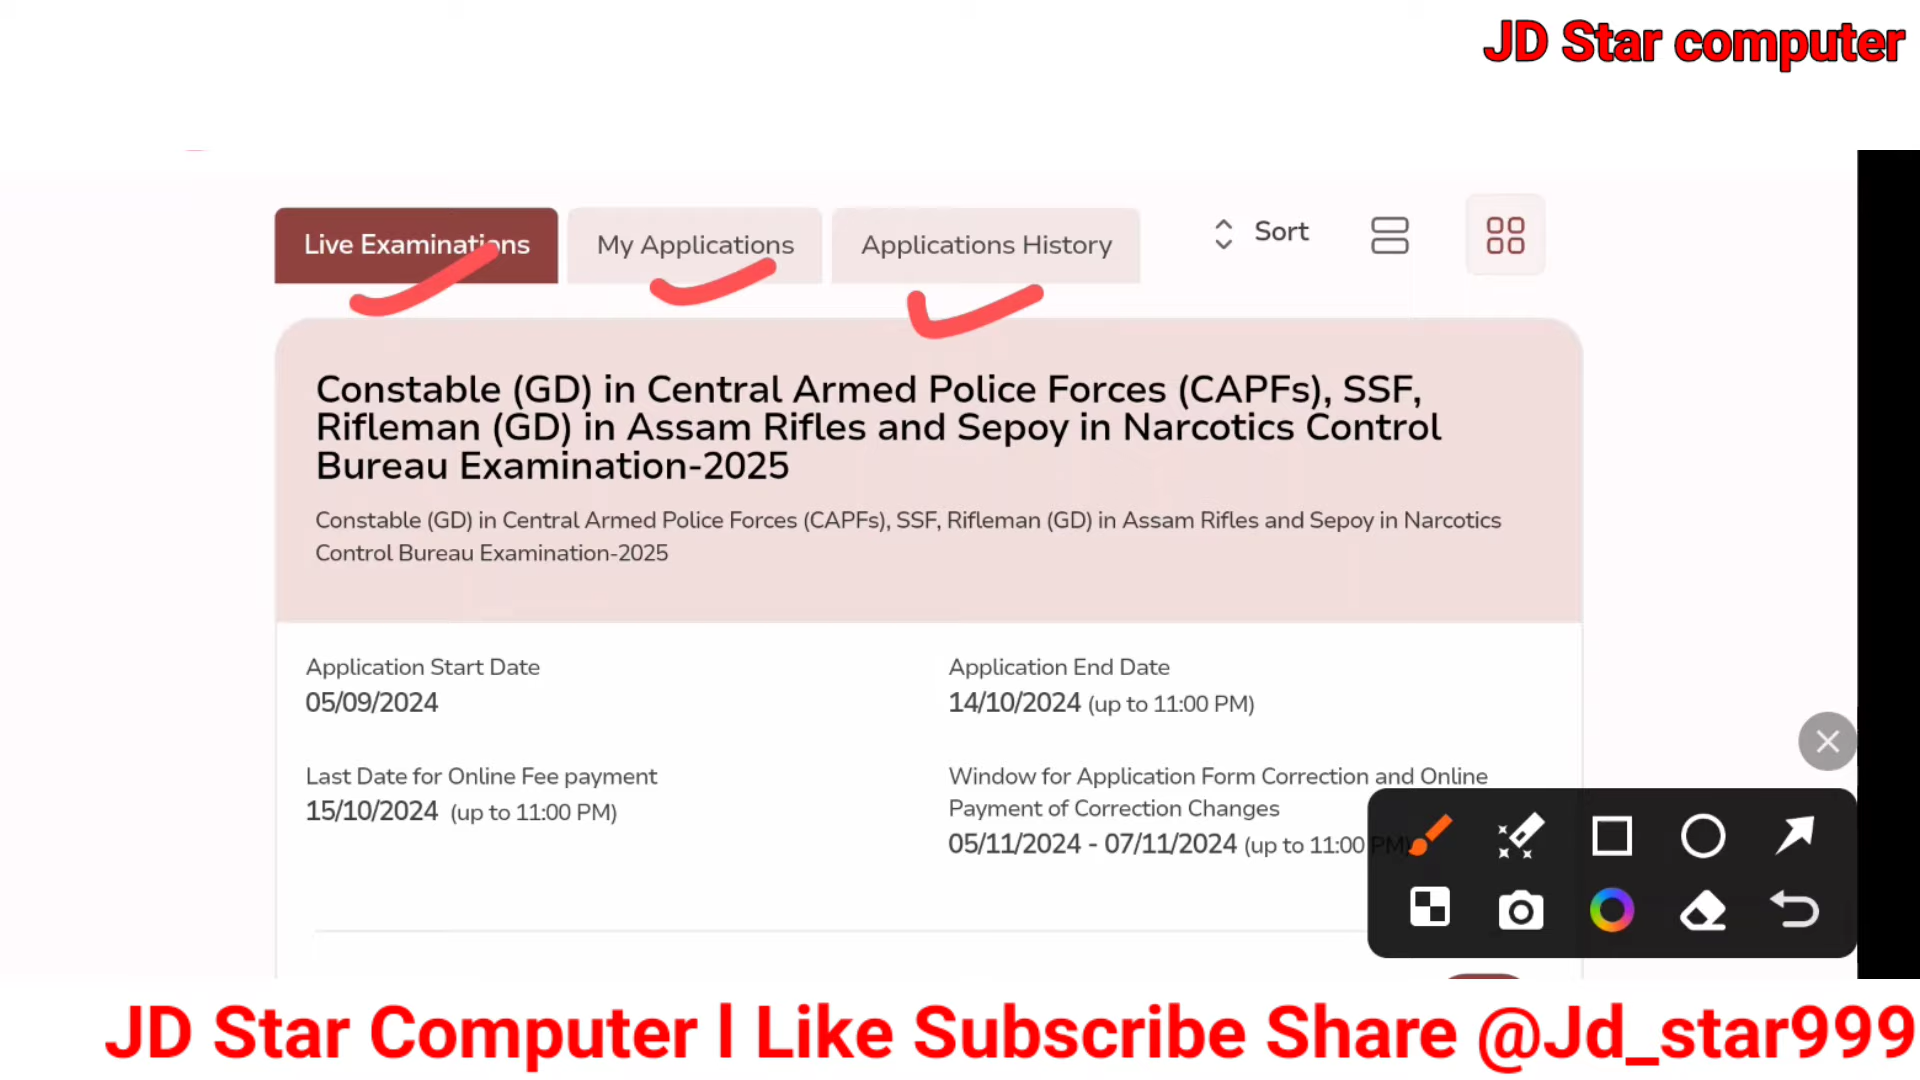 JD Star computer
Live Examinations My Applications Applications History Sort
Constable (GD) in Central Armed Police Forces (CAPFs), SSF,
Rifleman (GD) in Assam Rifles and Sepoy in Narcotics Control
Bureau Examination-2025
Constable (GD) in Central Armed Police Forces (CAPFs), SSF, Rifleman (GD) in Assam Rifles and Sepoy in Narcotics
Control Bureau Examination-2025
Application Start Date
05/09/2024
Application End Date
14/10/2024 (up to 11:00 PM)
Last Date for Online Fee payment
15/10/2024 (up to 11:00 PM)
Window for Application Form Correction and Online
Payment of Correction Changes
05/11/2024 - 07/11/2024 (up to 11:00 PM)
JD Star Computer l Like Subscribe Share @Jd_star999